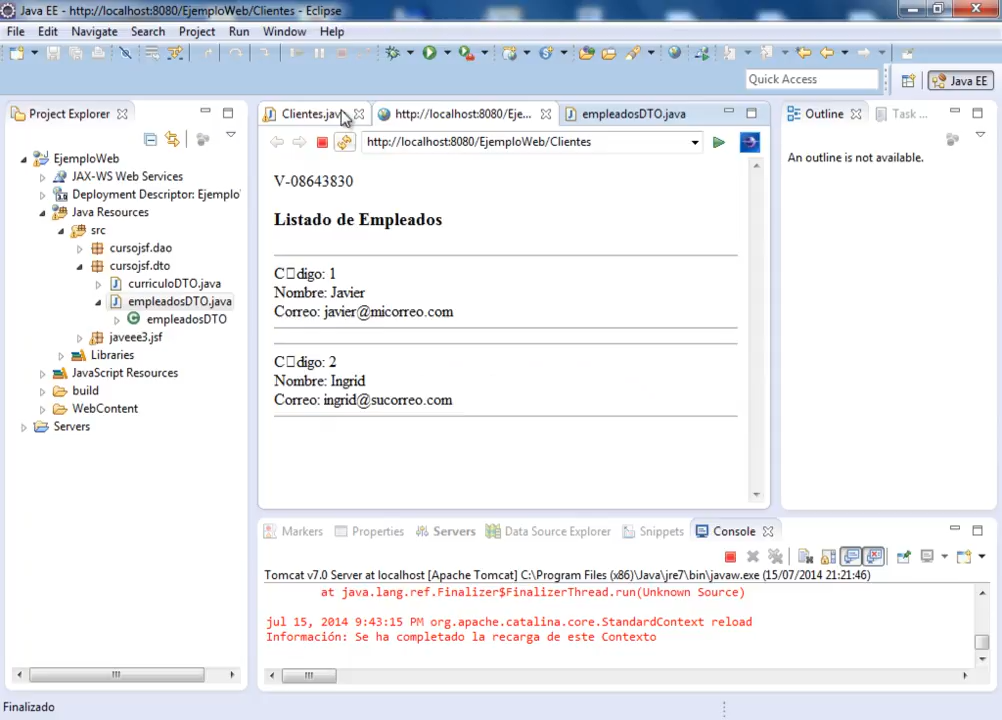 Java EE - http://localhost:8080/EjemploWeb/Clientes - Eclipse
File Edit Navigate Search Project Run Window Help
Quick Access
Java EE
Project Explorer
Clientes.jav
http://localhost:8080/Eje...
empleadosDTO.java
Outline
Task ...
http://localhost:8080/EjemploWeb/Clientes
An outline is not available.
EjemploWeb
JAX-WS Web Services
Deployment Descriptor: Ejemplo
Java Resources
src
cursojsf.dao
cursojsf.dto
curriculoDTO.java
empleadosDTO.java
empleadosDTO
javeee3.jsf
Libraries
JavaScript Resources
build
WebContent
Servers
V-08643830
Listado de Empleados
C□digo: 1
Nombre: Javier
Correo: javier@micorreo.com
C□digo: 2
Nombre: Ingrid
Correo: ingrid@sucorreo.com
Markers Properties Servers Data Source Explorer Snippets Console
Tomcat v7.0 Server at localhost [Apache Tomcat] C:\Program Files (x86)\Java\jre7\bin\javaw.exe (15/07/2014 21:21:46)
at java.lang.ref.Finalizer$FinalizerThread.run(Unknown Source)
jul 15, 2014 9:43:15 PM org.apache.catalina.core.StandardContext reload
Información: Se ha completado la recarga de este Contexto
Finalizado